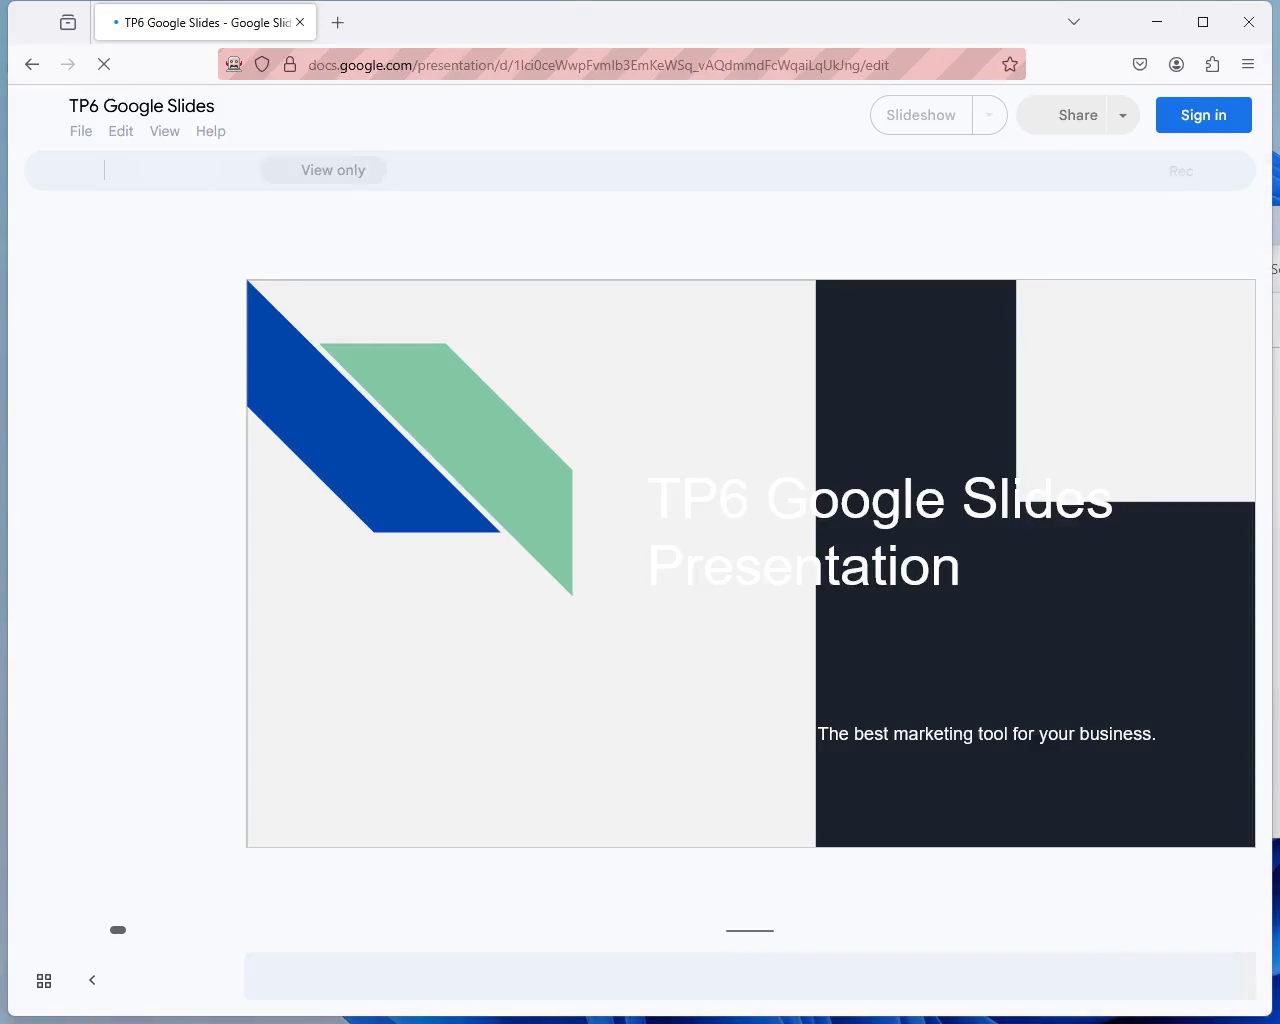 TP6 Google Slides - Google Slid
docs.google.com/presentation/d/1lci0ceWwpFvmIb3EmKeWSq_vAQdmmdFcWqaiLqUkJng/edit
TP6 Google Slides
File Edit View Help
Slideshow
Share
Sign in
View only
Rec
TP6 Google Slides
Presentation
The best marketing tool for your business.